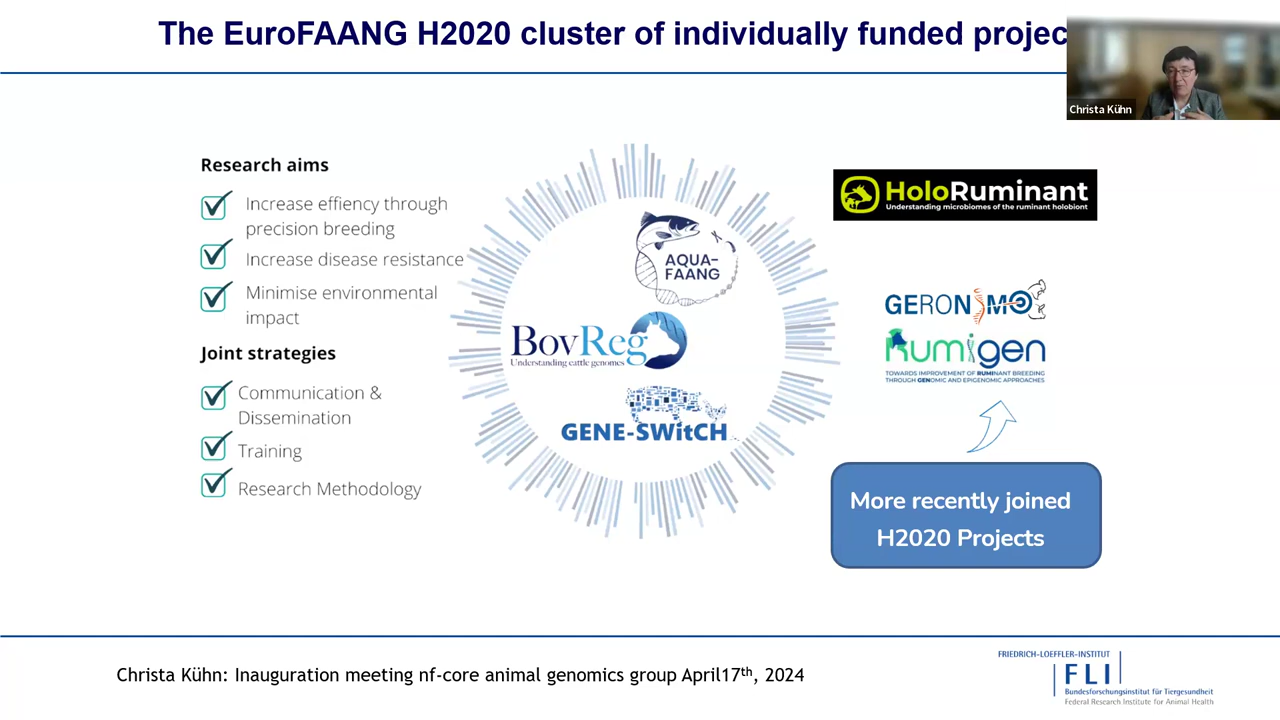 The EuroFAANG H2020 cluster of individually funded projec
Christa Kühn
Research aims
Increase effiency through
precision breeding
Increase disease resistance
Minimise environmental
impact
Joint strategies
Communication &
Dissemination
Training
Research Methodology
AQUA-
FAANG
BovReg
Understanding cattle genomes
GENE-SWitCH
HoloRuminant
Understanding microbiomes of the ruminant holobiont
GERONIMO
Rumigen
TOWARDS IMPROVEMENT OF RUMINANT BREEDING
THROUGH GENOMIC AND EPIGENOMIC APPROACHES
More recently joined
H2020 Projects
Christa Kühn: Inauguration meeting nf-core animal genomics group April17th, 2024
FRIEDRICH-LOEFFLER-INSTITUT
FLI
Bundesforschungsinstitut für Tiergesundheit
Federal Research Institute for Animal Health